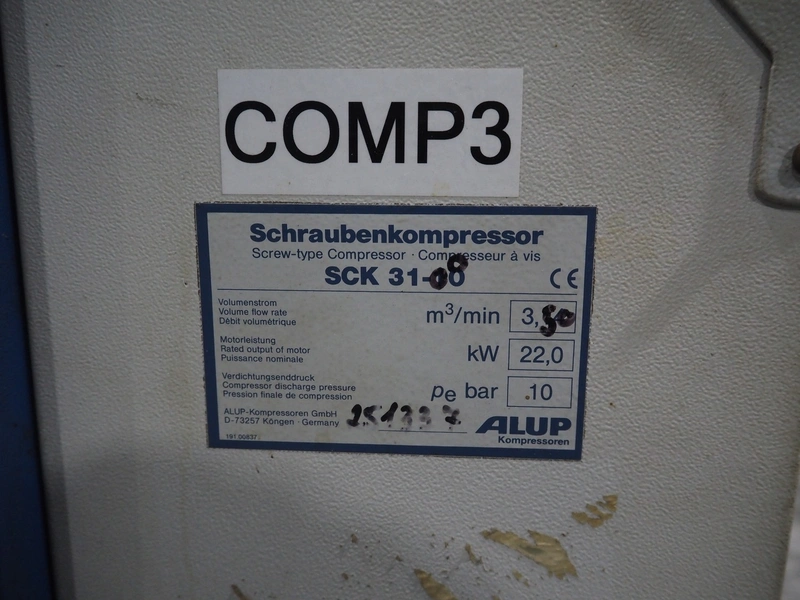 COMP3
Schraubenkompressor
Screw-type Compressor · Compresseur à vis
SCK 31- CE
Volumenstrom
Volume flow rate
Débit volumétrique
m³/min 3,50
Motorleistung
Rated output of motor
Puissance nominale
kW 22,0
Verdichtungsenddruck
Compressor discharge pressure
Pression finale de compression
pe bar 10
ALUP-Kompressoren GmbH
D-73257 Köngen · Germany
ALUP
Kompressoren
191.00837